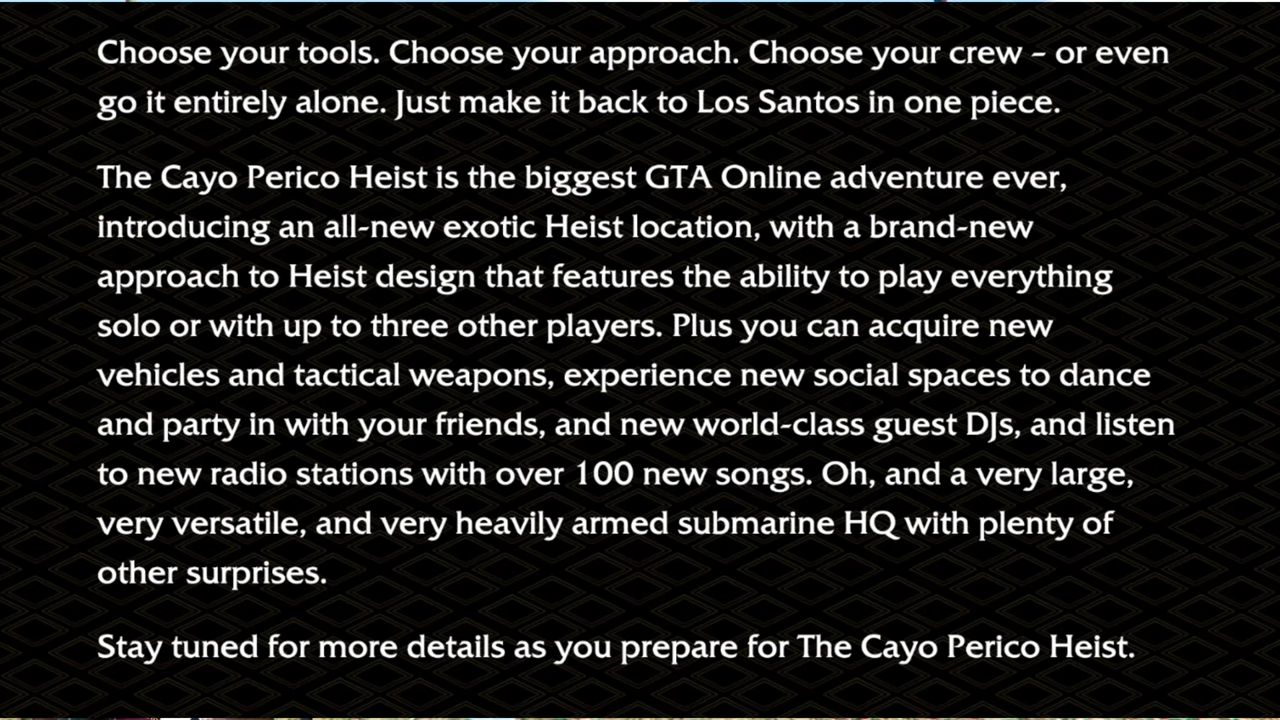 Choose your tools. Choose your approach. Choose your crew – or even
go it entirely alone. Just make it back to Los Santos in one piece.
The Cayo Perico Heist is the biggest GTA Online adventure ever,
introducing an all-new exotic Heist location, with a brand-new
approach to Heist design that features the ability to play everything
solo or with up to three other players. Plus you can acquire new
vehicles and tactical weapons, experience new social spaces to dance
and party in with your friends, and new world-class guest DJs, and listen
to new radio stations with over 100 new songs. Oh, and a very large,
very versatile, and very heavily armed submarine HQ with plenty of
other surprises.
Stay tuned for more details as you prepare for The Cayo Perico Heist.